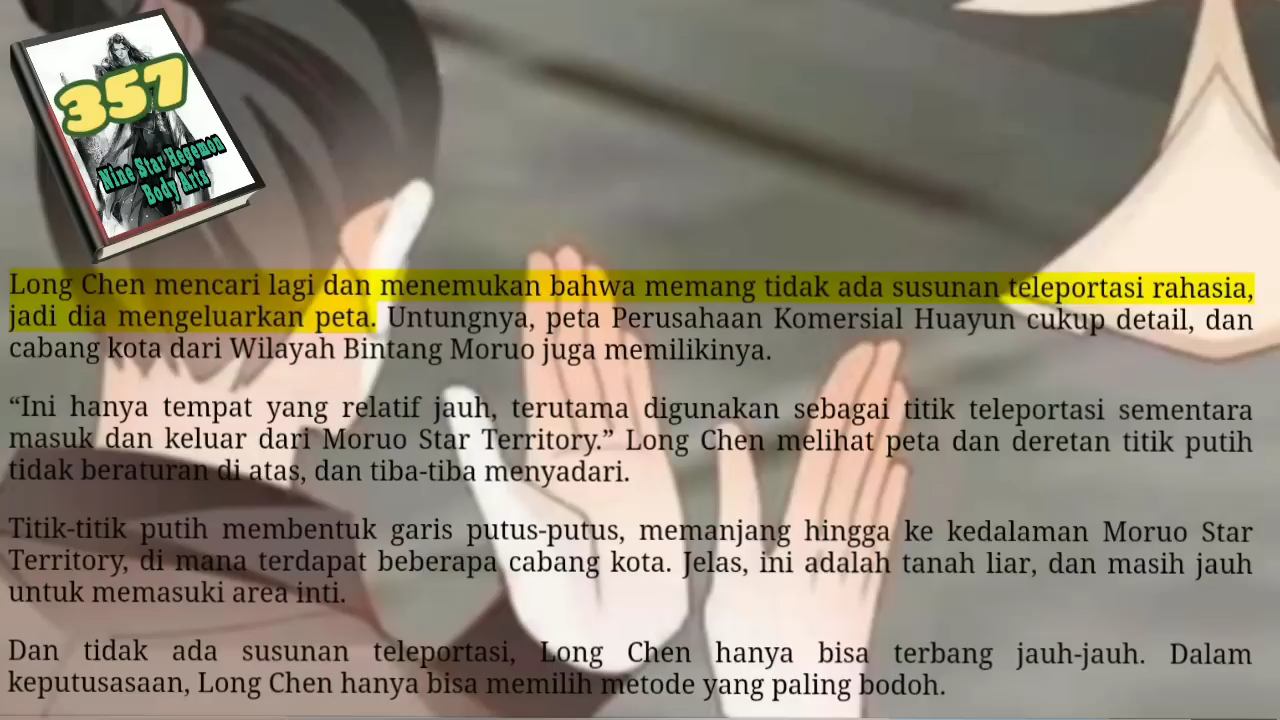 357
Nine Star Hegemon
Body Arts
Long Chen mencari lagi dan menemukan bahwa memang tidak ada susunan teleportasi rahasia,
jadi dia mengeluarkan peta. Untungnya, peta Perusahaan Komersial Huayun cukup detail, dan
cabang kota dari Wilayah Bintang Moruo juga memilikinya.
“Ini hanya tempat yang relatif jauh, terutama digunakan sebagai titik teleportasi sementara
masuk dan keluar dari Moruo Star Territory.” Long Chen melihat peta dan deretan titik putih
tidak beraturan di atas, dan tiba-tiba menyadari.
Titik-titik putih membentuk garis putus-putus, memanjang hingga ke kedalaman Moruo Star
Territory, di mana terdapat beberapa cabang kota. Jelas, ini adalah tanah liar, dan masih jauh
untuk memasuki area inti.
Dan tidak ada susunan teleportasi, Long Chen hanya bisa terbang jauh-jauh. Dalam
keputusasaan, Long Chen hanya bisa memilih metode yang paling bodoh.